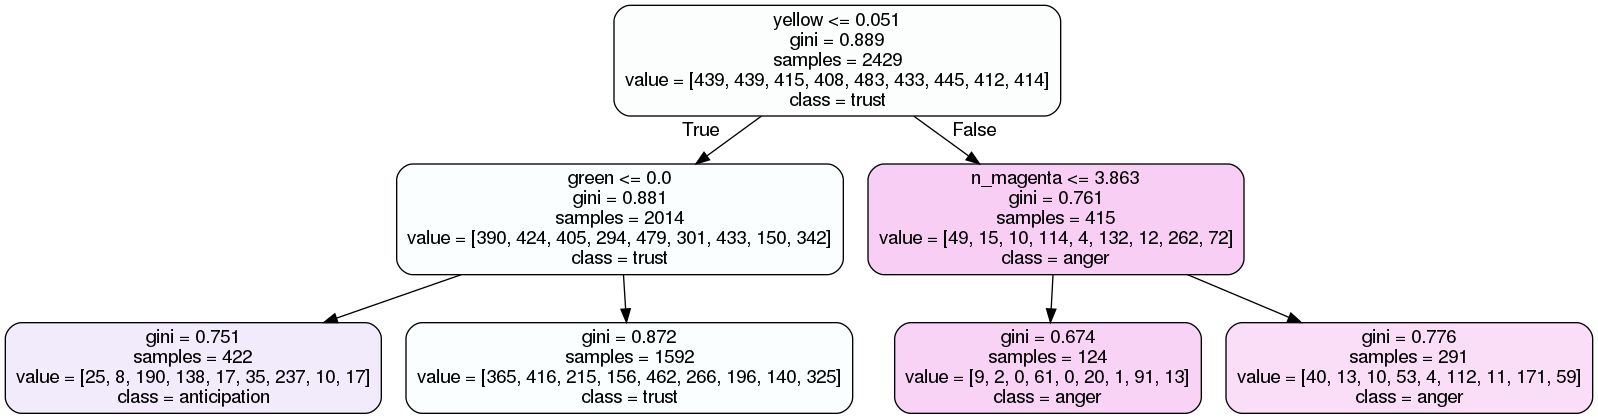 yellow <= 0.051
gini = 0.889
samples = 2429
value = [439, 439, 415, 408, 483, 433, 445, 412, 414]
class = trust
True
False
green <= 0.0
gini = 0.881
samples = 2014
value = [390, 424, 405, 294, 479, 301, 433, 150, 342]
class = trust
n_magenta <= 3.863
gini = 0.761
samples = 415
value = [49, 15, 10, 114, 4, 132, 12, 262, 72]
class = anger
gini = 0.751
samples = 422
value = [25, 8, 190, 138, 17, 35, 237, 10, 17]
class = anticipation
gini = 0.872
samples = 1592
value = [365, 416, 215, 156, 462, 266, 196, 140, 325]
class = trust
gini = 0.674
samples = 124
value = [9, 2, 0, 61, 0, 20, 1, 91, 13]
class = anger
gini = 0.776
samples = 291
value = [40, 13, 10, 53, 4, 112, 11, 171, 59]
class = anger